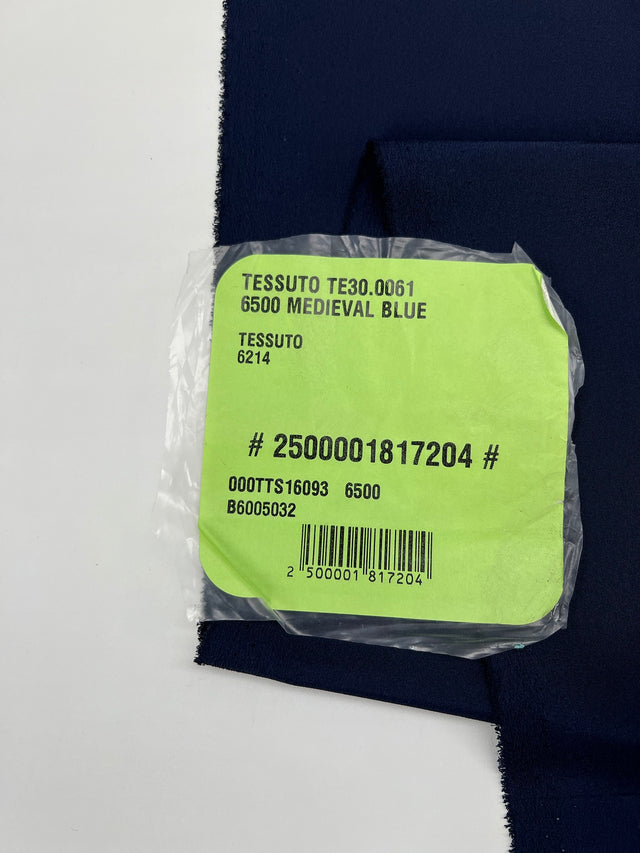 TESSUTO TE30.0061
6500 MEDIEVAL BLUE
TESSUTO
6214
# 2500001817204 #
000TTS16093 6500
B6005032
2 500001 817204